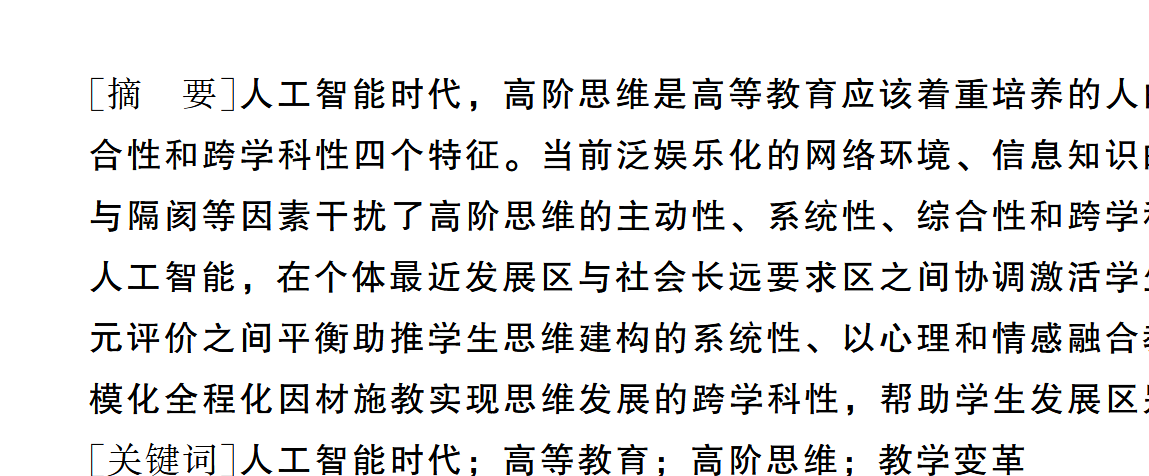 [摘　要]人工智能时代，高阶思维是高等教育应该着重培养的人
合性和跨学科性四个特征。当前泛娱乐化的网络环境、信息知识的
与隔阂等因素干扰了高阶思维的主动性、系统性、综合性和跨学
人工智能，在个体最近发展区与社会长远要求区之间协调激活学
元评价之间平衡助推学生思维建构的系统性、以心理和情感融合
模化全程化因材施教实现思维发展的跨学科性，帮助学生发展区
[关键词]人工智能时代；高等教育；高阶思维；教学变革